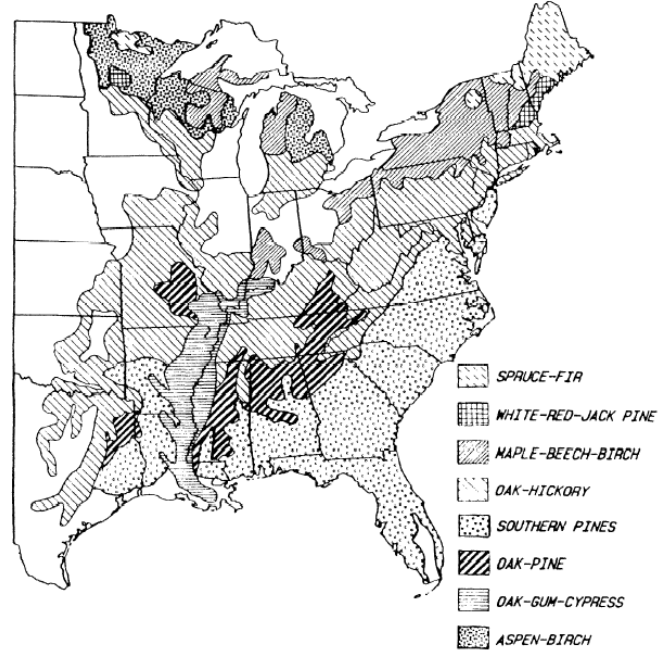 SPRUCE-FIR
WHITE-RED-JACK PINE
MAPLE-BEECH-BIRCH
OAK-HICKORY
SOUTHERN PINES
OAK-PINE
OAK-GUM-CYPRESS
ASPEN-BIRCH